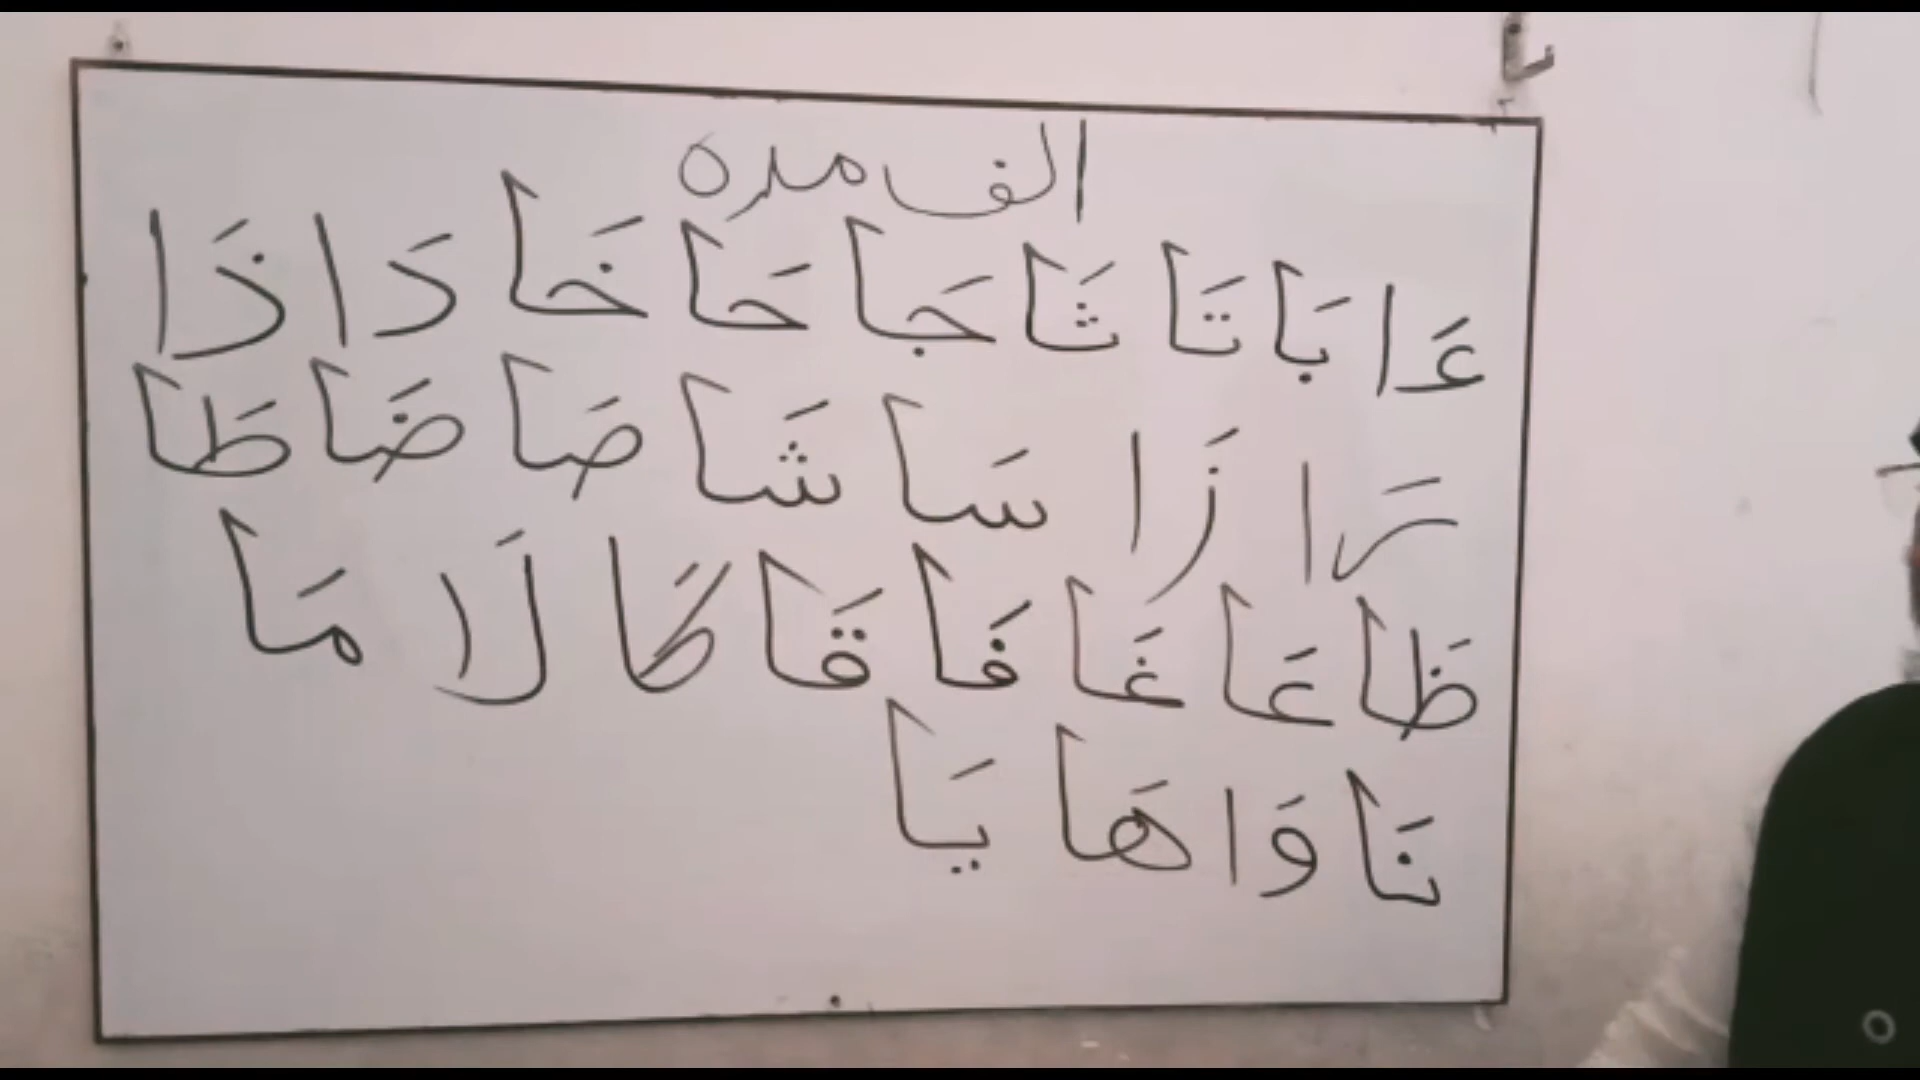 الف مده
ءَا بَا تَا ثَا جَا حَا خَا دَا ذَا
رَا زَا سَا شَا صَا ضَا طَا
ظَا عَا غَا فَا قَا كَا لَا مَا
نَا وَا هَا يَا